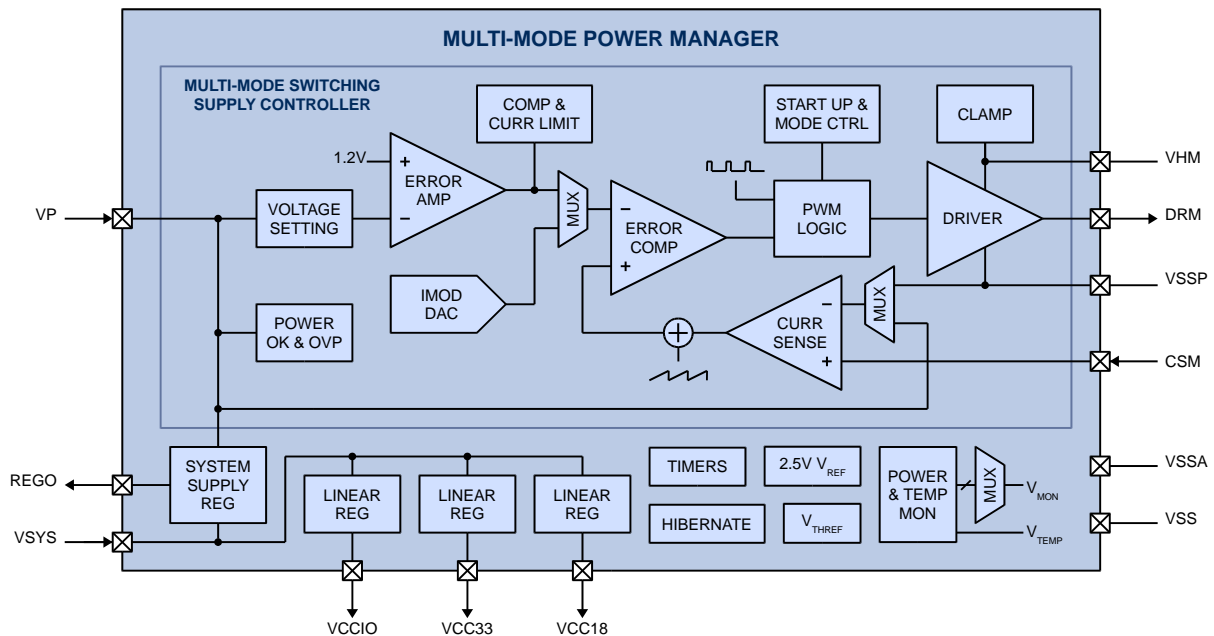 MULTI-MODE POWER MANAGER
MULTI-MODE SWITCHING
SUPPLY CONTROLLER
COMP &
CURR LIMIT
START UP &
MODE CTRL
CLAMP
1.2V
+
ERROR
AMP
−
VHM
VP
VOLTAGE
SETTING
MUX
−
ERROR
COMP
+
PWM
LOGIC
DRIVER
DRM
IMOD
DAC
MUX
VSSP
POWER
OK & OVP
−
CURR
SENSE
+
CSM
SYSTEM
SUPPLY
REG
REGO
VSYS
LINEAR
REG
LINEAR
REG
LINEAR
REG
TIMERS
2.5V VREF
HIBERNATE
VTHREF
POWER
& TEMP
MON
MUX
VMON
VTEMP
VSSA
VSS
VCCIO
VCC33
VCC18